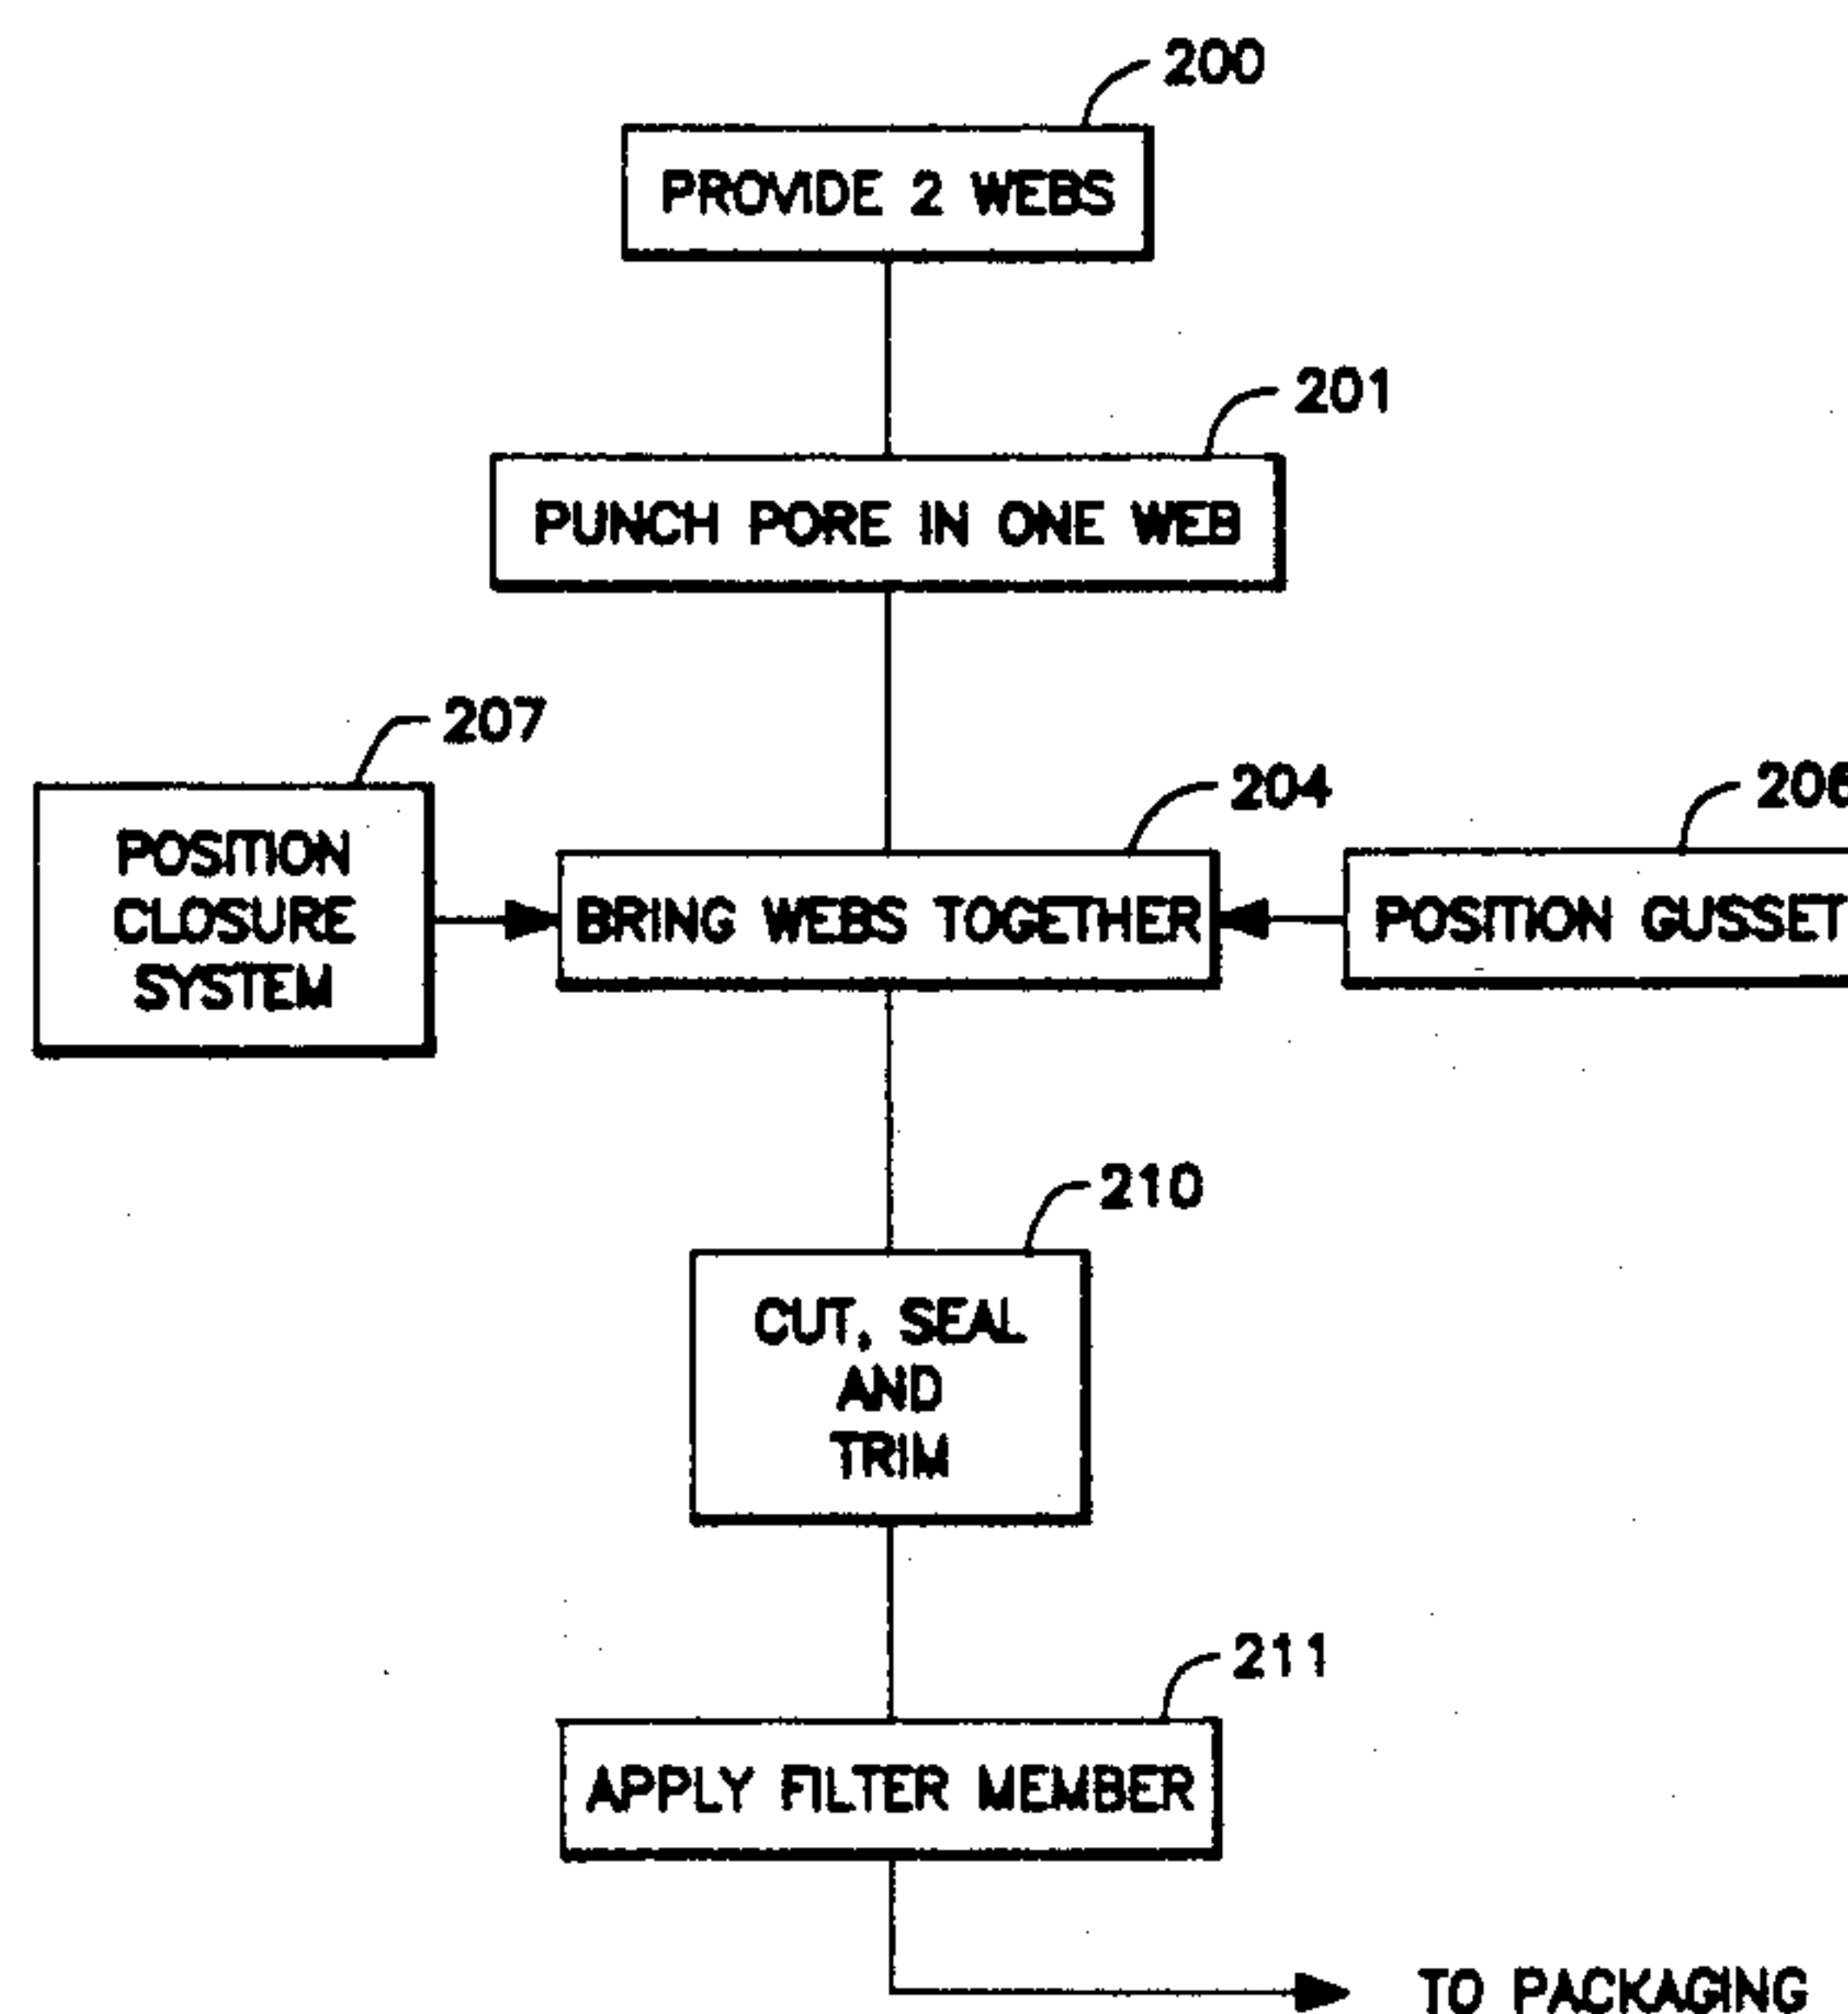 200
PROVIDE 2 WEBS
201
PUNCH PORE IN ONE WEB
207
POSITION
CLOSURE
SYSTEM
204
BRING WEBS TOGETHER
206
POSITION GUSSET
210
CUT, SEAL
AND
TRIM
211
APPLY FILTER MEMBER
TO PACKAGING